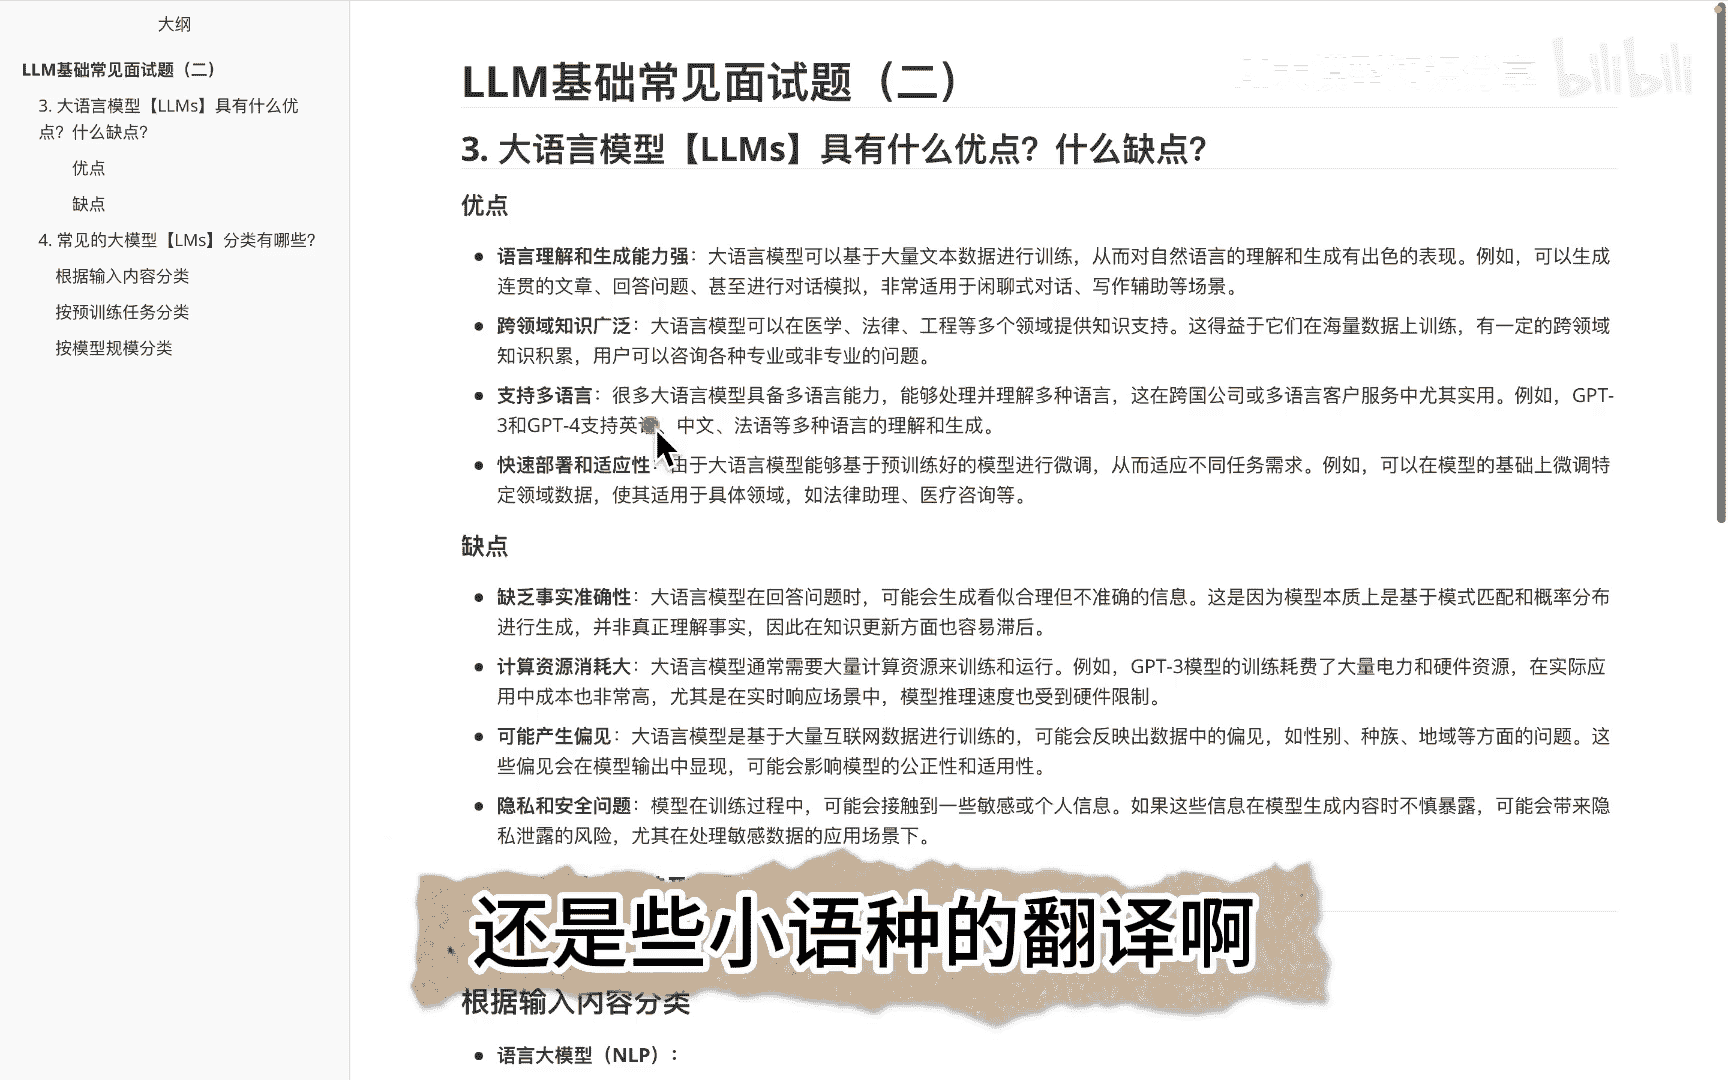 大纲
LLM基础常见面试题（二）
3. 大语言模型【LLMs】具有什么优
点？什么缺点？
优点
缺点
4. 常见的大模型【LMs】分类有哪些？
根据输入内容分类
按预训练任务分类
按模型规模分类
LLM基础常见面试题（二）
bilibili
3. 大语言模型【LLMs】具有什么优点？什么缺点？
优点
语言理解和生成能力强：大语言模型可以基于大量文本数据进行训练，从而对自然语言的理解和生成有出色的表现。例如，可以生成
连贯的文章、回答问题、甚至进行对话模拟，非常适用于闲聊式对话、写作辅助等场景。
跨领域知识广泛：大语言模型可以在医学、法律、工程等多个领域提供知识支持。这得益于它们在海量数据上训练，有一定的跨领域
知识积累，用户可以咨询各种专业或非专业的问题。
支持多语言：很多大语言模型具备多语言能力，能够处理并理解多种语言，这在跨国公司或多语言客户服务中尤其实用。例如，GPT-
3和GPT-4支持英语、中文、法语等多种语言的理解和生成。
快速部署和适应性：由于大语言模型能够基于预训练好的模型进行微调，从而适应不同任务需求。例如，可以在模型的基础上微调特
定领域数据，使其适用于具体领域，如法律助理、医疗咨询等。
缺点
缺乏事实准确性：大语言模型在回答问题时，可能会生成看似合理但不准确的信息。这是因为模型本质上是基于模式匹配和概率分布
进行生成，并非真正理解事实，因此在知识更新方面也容易滞后。
计算资源消耗大：大语言模型通常需要大量计算资源来训练和运行。例如，GPT-3模型的训练耗费了大量电力和硬件资源，在实际应
用中成本也非常高，尤其是在实时响应场景中，模型推理速度也受到硬件限制。
可能产生偏见：大语言模型是基于大量互联网数据进行训练的，可能会反映出数据中的偏见，如性别、种族、地域等方面的问题。这
些偏见会在模型输出中显现，可能会影响模型的公正性和适用性。
隐私和安全问题：模型在训练过程中，可能会接触到一些敏感或个人信息。如果这些信息在模型生成内容时不慎暴露，可能会带来隐
私泄露的风险，尤其在处理敏感数据的应用场景下。
还是些小语种的翻译啊
根据输入内容分类
语言大模型（NLP）：